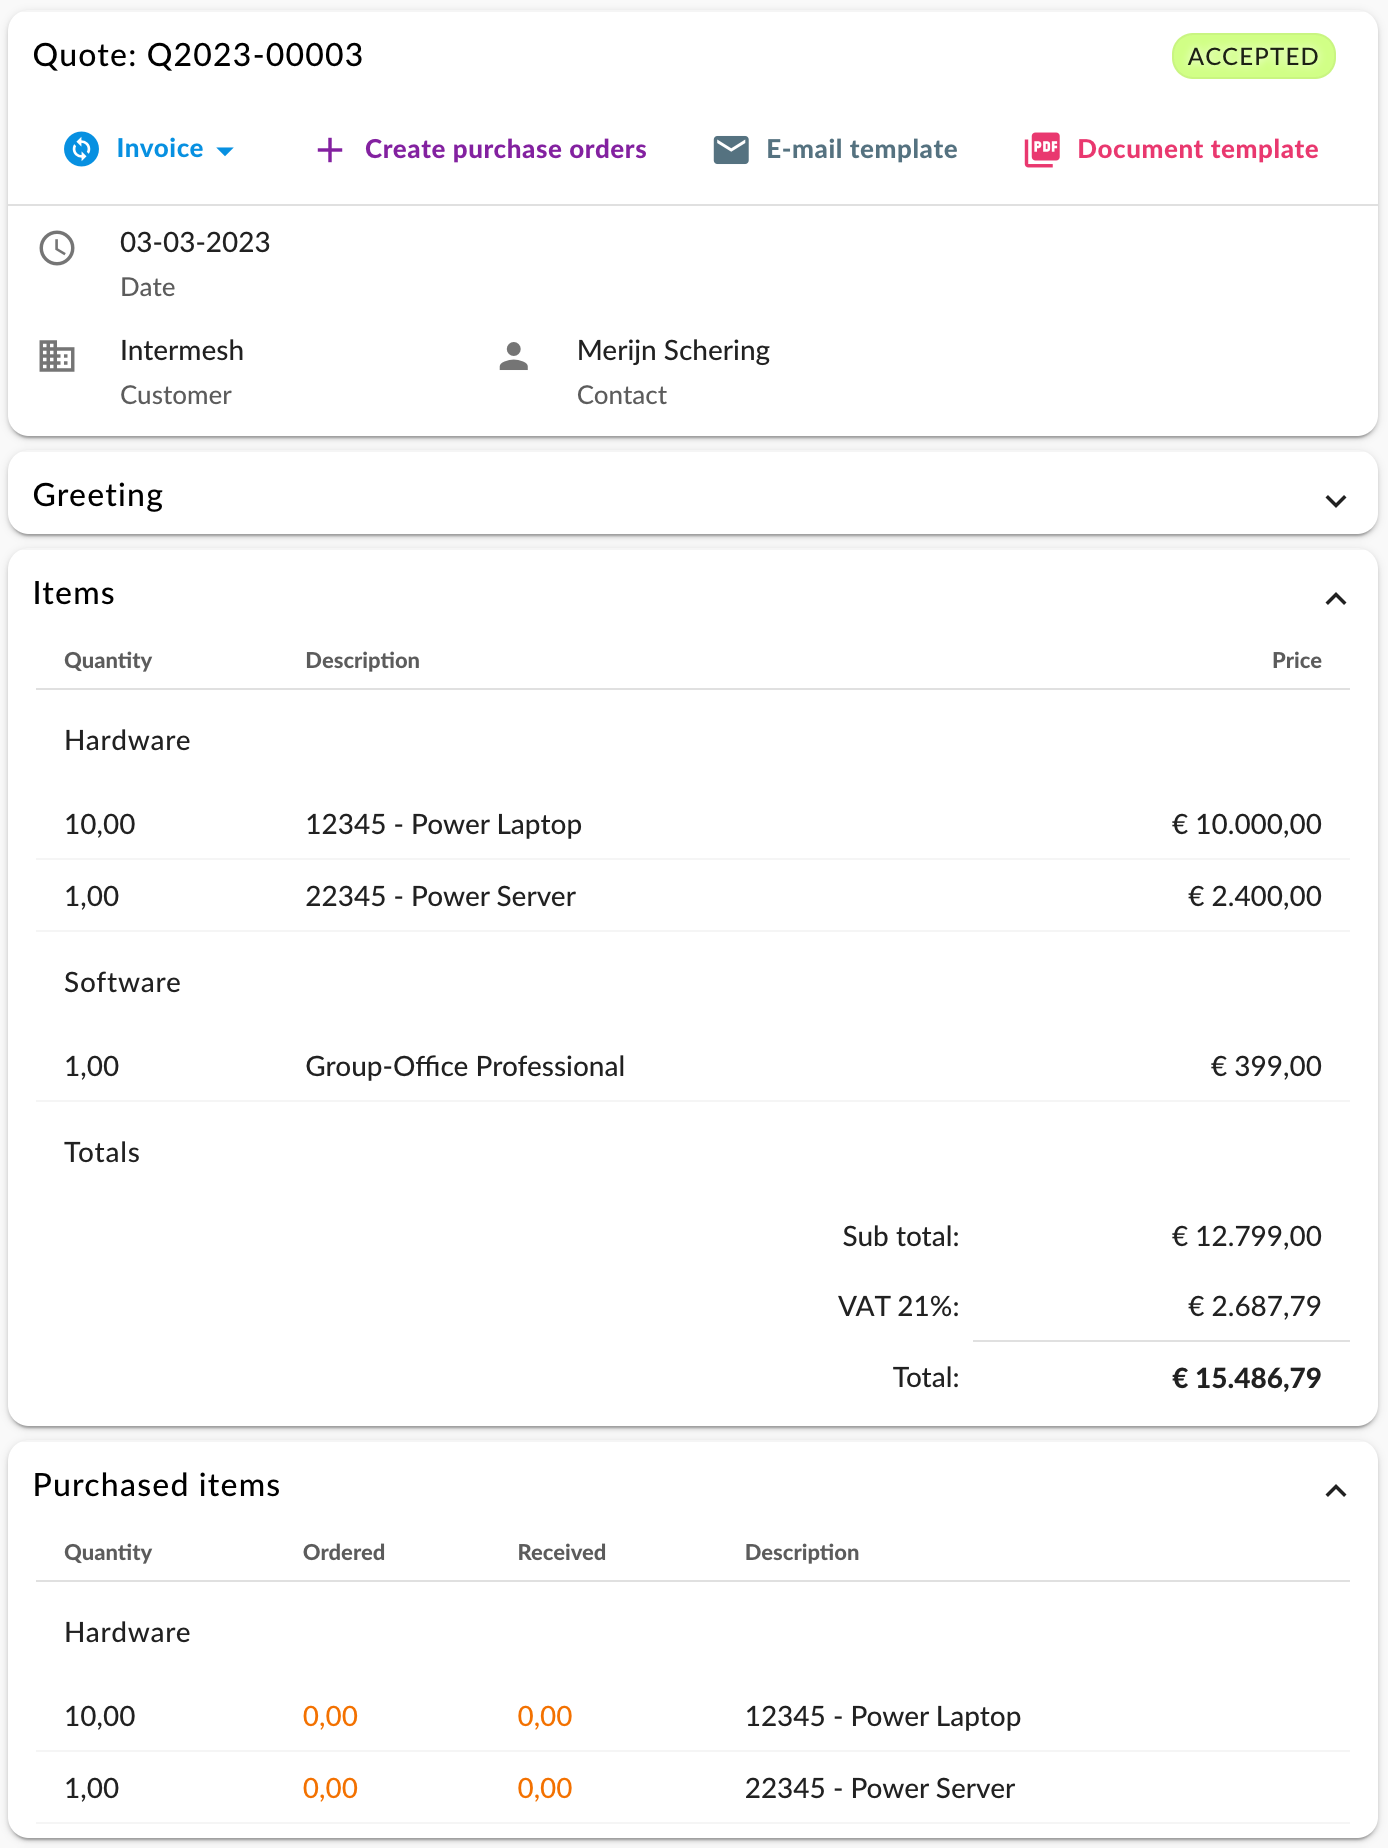 Quote: Q2023-00003 ACCEPTED
Invoice Create purchase orders E-mail template PDF Document template
03-03-2023
Date
Intermesh Merijn Schering
Customer Contact
Greeting
Items
Quantity Description Price
Hardware
10,00 12345 - Power Laptop € 10.000,00
1,00 22345 - Power Server € 2.400,00
Software
1,00 Group-Office Professional € 399,00
Totals
Sub total: € 12.799,00
VAT 21%: € 2.687,79
Total: € 15.486,79
Purchased items
Quantity Ordered Received Description
Hardware
10,00 0,00 0,00 12345 - Power Laptop
1,00 0,00 0,00 22345 - Power Server